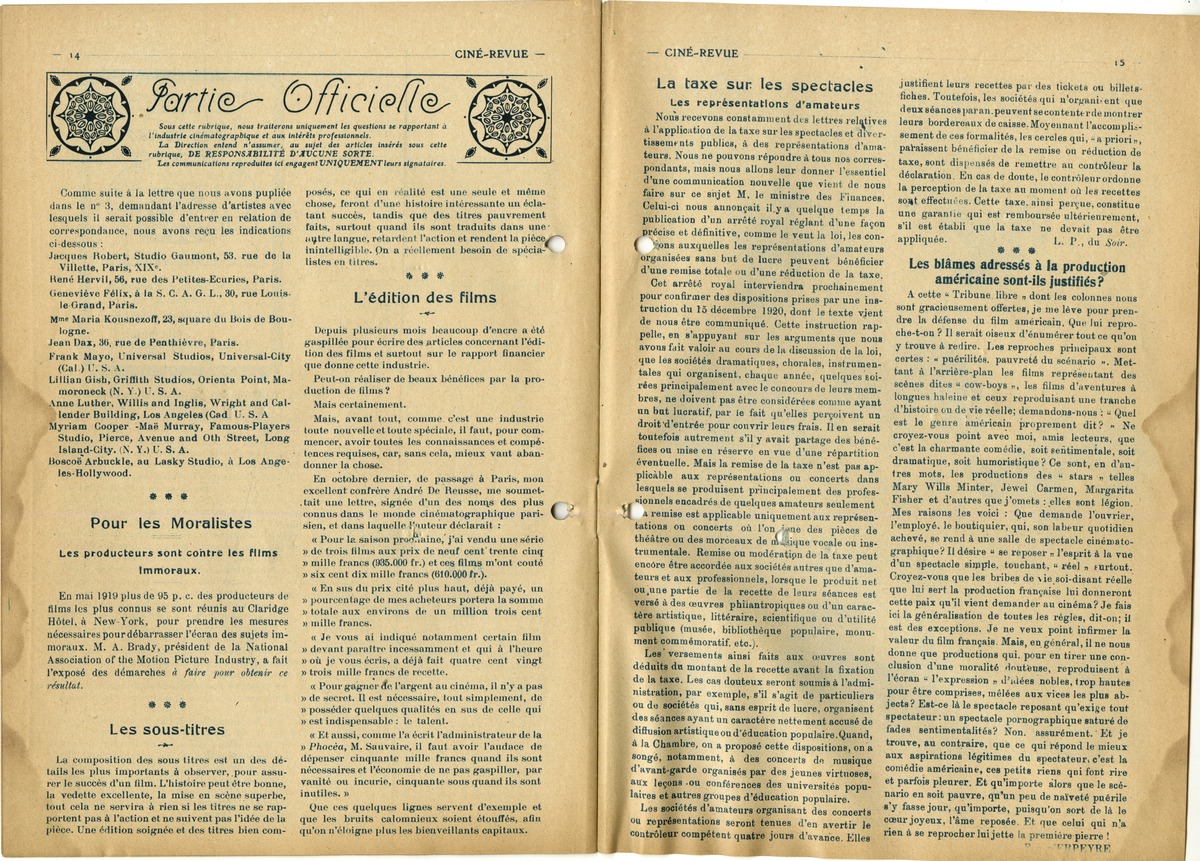 — 14
CINÉ-REVUE —
Partie Officielle
Sous cette rubrique, nous traiterons uniquement les questions se rapportant à
l'industrie cinématographique et aux intérêts professionnels.
La Direction entend n'assumer, au sujet des articles insérés sous cette
rubrique, DE RESPONSABILITÉ D'AUCUNE SORTE.
Les communications reproduites ici engagent UNIQUEMENT leurs signataires.
Comme suite à la lettre que nous avons pupliée
dans le n° 3, demandant l'adresse d'artistes avec
lesquels il serait possible d'entrer en relation de
correspondance, nous avons reçu les indications
ci-dessous :
Jacques Robert, Studio Gaumont, 53. rue de la
Villette, Paris, XIXe.
René Hervil, 56, rue des Petites-Ecuries, Paris.
Geneviève Félix, à la S. C. A. G. L., 30, rue Louis-
le-Grand, Paris.
Mme Maria Kousnezoff, 23, square du Bois de Bou-
logne.
Jean Dax, 36, rue de Penthièvre, Paris.
Frank Mayo, Universal Studios, Universal-City
(Cal.) U. S. A.
Lillian Gish, Griffith Studios, Orienta Point, Ma-
moroneck (N. Y.) U. S. A.
Anne Luther, Willis and Inglis, Wright and Cal-
lender Building, Los Angeles (Cad. U. S. A
Myriam Cooper -Maë Murray, Famous-Players
Studio, Pierce, Avenue and Oth Street, Long
Island-City. (N. Y.) U. S. A.
Boscoë Arbuckle, au Lasky Studio, à Los Ange-
les-Hollywood.
* * *
Pour les Moralistes
Les producteurs sont contre les films
immoraux.
En mai 1919 plus de 95 p. c. des producteurs de
films les plus connus se sont réunis au Claridge
Hôtel, à New-York, pour prendre les mesures
nécessaires pour débarrasser l'écran des sujets im-
moraux. M. A. Brady, président de la National
Association of the Motion Picture Industry, a fait
l'exposé des démarches à faire pour obtenir ce
résultat.
* * *
Les sous-titres
La composition des sous titres est un des dé-
tails les plus importants à observer, pour assu-
rer le succès d'un film. L'histoire peut être bonne,
la vedette excellente, la mise en scène superbe,
tout cela ne servira à rien si les titres ne se rap-
portent pas à l'action et ne suivent pas l'idée de la
pièce. Une édition soignée et des titres bien com-
posés, ce qui en réalité est une seule et même
chose, feront d'une histoire intéressante un écla-
tant succès, tandis que des titres pauvrement
faits, surtout quand ils sont traduits dans une
autre langue, retardent l'action et rendent la pièce
inintelligible. On a réellement besoin de spécia-
listes en titres.
* * *
L'édition des films
Depuis plusieurs mois beaucoup d'encre a été
gaspillée pour écrire des articles concernant l'édi-
tion des films et surtout sur le rapport financier
que donne cette industrie.
Peut-on réaliser de beaux bénéfices par la pro-
duction de films ?
Mais certainement.
Mais, avant tout, comme c'est une industrie
toute nouvelle et toute spéciale, il faut, pour com-
mencer, avoir toutes les connaissances et compé-
tences requises, car, sans cela, mieux vaut aban-
donner la chose.
En octobre dernier, de passage à Paris, mon
excellent confrère André De Reusse, me soumet-
tait une lettre, signée d'un des noms des plus
connus dans le monde cinématographique pari-
sien, et dans laquelle l'auteur déclarait :
« Pour la saison prochaine, j'ai vendu une série
» de trois films aux prix de neuf cent trente cinq
» mille francs (935.000 fr.) et ces films m'ont couté
» six cent dix mille francs (610.000 fr.).
« En sus du prix cité plus haut, déjà payé, un
» pourcentage de mes acheteurs portera la somme
» totale aux environs de un million trois cent
» mille francs.
« Je vous ai indiqué notamment certain film
» devant paraître incessamment et qui à l'heure
» où je vous écris, a déjà fait quatre cent vingt
» trois mille francs de recette.
« Pour gagner de l'argent au cinéma, il n'y a pas
» de secret. Il est nécessaire, tout simplement, de
» posséder quelques qualités en sus de celle qui
» est indispensable : le talent.
« Et aussi, comme l'a écrit l'administrateur de la
» Phocéa, M. Sauvaire, il faut avoir l'audace de
dépenser cinquante mille francs quand ils sont
nécessaires et l'économie de ne pas gaspiller, par
vanité ou incurie, cinquante sous quand ils sont
inutiles. »
Que ces quelques lignes servent d'exemple et
que les bruits calomnieux soient étouffés, afin
qu'on n'éloigne plus les bienveillants capitaux.
— CINÉ-REVUE
15
La taxe sur les spectacles
Les représentations d'amateurs
Nous recevons constamment des lettres relatives
à l'application de la taxe sur les spectacles et diver-
tissements publics, à des représentations d'ama-
teurs. Nous ne pouvons répondre à tous nos corres-
pondants, mais nous allons leur donner l'essentiel
d'une communication nouvelle que vient de nous
faire sur ce sujet M. le ministre des Finances.
Celui-ci nous annonçait il y a quelque temps la
publication d'un arrêté royal réglant d'une façon
précise et définitive, comme le veut la loi, les con-
auxquelles les représentations d'amateurs
organisées sans but de lucre peuvent bénéficier
d'une remise totale ou d'une réduction de la taxe.
Cet arrêté royal interviendra prochainement
pour confirmer des dispositions prises par une ins-
truction du 15 décembre 1920, dont le texte vient
de nous être communiqué. Cette instruction rap-
pelle, en s'appuyant sur les arguments que nous
avons fait valoir au cours de la discussion de la loi,
que les sociétés dramatiques, chorales, instrumen-
tales qui organisent, chaque année, quelques soi-
rées principalement avec le concours de leurs mem-
bres, ne doivent pas être considérées comme ayant
un but lucratif, par le fait qu'elles perçoivent un
droit d'entrée pour couvrir leurs frais. Il en serait
toutefois autrement s'il y avait partage des béné-
fices ou mise en réserve en vue d'une répartition
éventuelle. Mais la remise de la taxe n'est pas ap-
plicable aux représentations ou concerts dans
lesquels se produisent principalement des profes-
sionnels encadrés de quelques amateurs seulement
La remise est applicable uniquement aux représen-
tations ou concerts où l'on des pièces de
théâtre ou des morceaux de musique vocale ou ins-
trumentale. Remise ou modération de la taxe peut
encore être accordée aux sociétés autres que d'ama-
teurs et aux professionnels, lorsque le produit net
ou une partie de la recette de leurs séances est
versé à des œuvres philantropiques ou d'un carac-
tère artistique, littéraire, scientifique ou d'utilité
publique (musée, bibliothèque populaire, monu-
ment commémoratif. etc.).
Les versements ainsi faits aux œuvres sont
déduits du montant de la recette avant la fixation
de la taxe. Les cas douteux seront soumis à l'admi-
nistration, par exemple, s'il s'agit de particuliers
ou de sociétés qui, sans esprit de lucre, organisent
des séances ayant un caractère nettement accusé de
diffusion artistique ou d'éducation populaire. Quand,
à la Chambre, on a proposé ces dispositions, on a
songé, notamment, à des concerts de musique
d'avant-garde organisés par des jeunes virtuoses,
aux leçons ou conférences des universités popu-
laires et autres groupes d'éducation populaire.
Les sociétés d'amateurs organisant des concerts
ou représentations seront tenues d'en avertir le
contrôleur compétent quatre jours d'avance. Elles
justifient leurs recettes par des tickets ou billets-
fiches. Toutefois, les sociétés qui n'organisent que
deux séances par an. peuvent se contenter de montrer
leurs bordereaux de caisse. Moyennant l'accomplis-
sement de ces formalités, les cercles qui, « a priori »,
paraissent bénéficier de la remise ou réduction de
taxe, sont dispensés de remettre au contrôleur la
déclaration. En cas de doute, le contrôleur ordonne
la perception de la taxe au moment où les recettes
sont effectuées. Cette taxe, ainsi perçue, constitue
une garantie qui est remboursée ultérieurement,
s'il est établi que la taxe ne devait pas être
appliquée.
L. P., du Soir.
* * *
Les blâmes adressés à la production
américaine sont-ils justifiés?
A cette « Tribune Libre » dont les colonnes nous
sont gracieusement offertes, je me lève pour pren-
dre la défense du film américain. Que lui repro-
che-t-on ? Il serait oiseux d'énumérer tout ce qu'on
y trouve à redire. Les reproches principaux sont
certes : « puérilités, pauvreté du scénario ». Met-
tant à l'arrière-plan les films représentant des
scènes dites « cow-boys », les films d'aventures à
longues haleine et ceux reproduisant une tranche
d'histoire ou de vie réelle; demandons-nous : « Quel
est le genre américain proprement dit ? » Ne
croyez-vous point avec moi, amis lecteurs, que
c'est la charmante comédie, soit sentimentale, soit
dramatique, soit humoristique ? Ce sont, en d'au-
tres mots, les productions des « stars » telles
Mary Wills Minter, Jewel Carmen, Margarita
Fisher et d'autres que j'omets : elles sont légion.
Mes raisons les voici : Que demande l'ouvrier,
l'employé. le boutiquier, qui, son labeur quotidien
achevé, se rend à une salle de spectacle cinémato-
graphique? Il désire « se reposer » l'esprit à la vue
d'un spectacle simple. touchant, « réel » surtout.
Croyez-vous que les bribes de vie soi-disant réelle
que lui sert la production française lui donneront
cette paix qu'il vient demander au cinéma? Je fais
ici la généralisation de toutes les règles, dit-on; il
est des exceptions. Je ne veux point infirmer la
valeur du film français. Mais, en général, il ne nous
donne que productions qui, pour en tirer une con-
clusion d'une moralité douteuse, reproduisent à
l'écran « l'expression » d'idées nobles, trop hautes
pour être comprises, mêlées aux vices les plus ab-
jects? Est-ce là le spectacle reposant qu'exige tout
spectateur : un spectacle pornographique saturé de
fades sentimentalités? Non. assurément. Et je
trouve, au contraire, que ce qui répond le mieux
aux aspirations légitimes du spectateur, c'est la
comédie américaine, ces petits riens qui font rire
et parfois pleurer. Et qu'importe alors que le scé-
nario en soit pauvre, qu'un peu de naïveté puérile
s'y fasse jour, qu'importe, puisqu'on sort de là le
cœur joyeux, l'âme reposée. Et que celui qui n'a
rien à se reprocher lui jette la première pierre !